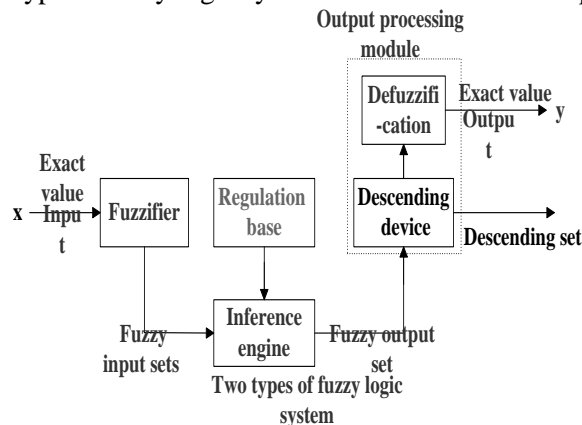 Output processing
module
Defuzzifi
-cation
Exact value
Outpu
t
y
Exact
value
Inpu
t
x
Fuzzifier
Regulation
base
Descending
device
Descending set
Fuzzy
input sets
Inference
engine
Fuzzy output
set
Two types of fuzzy logic
system